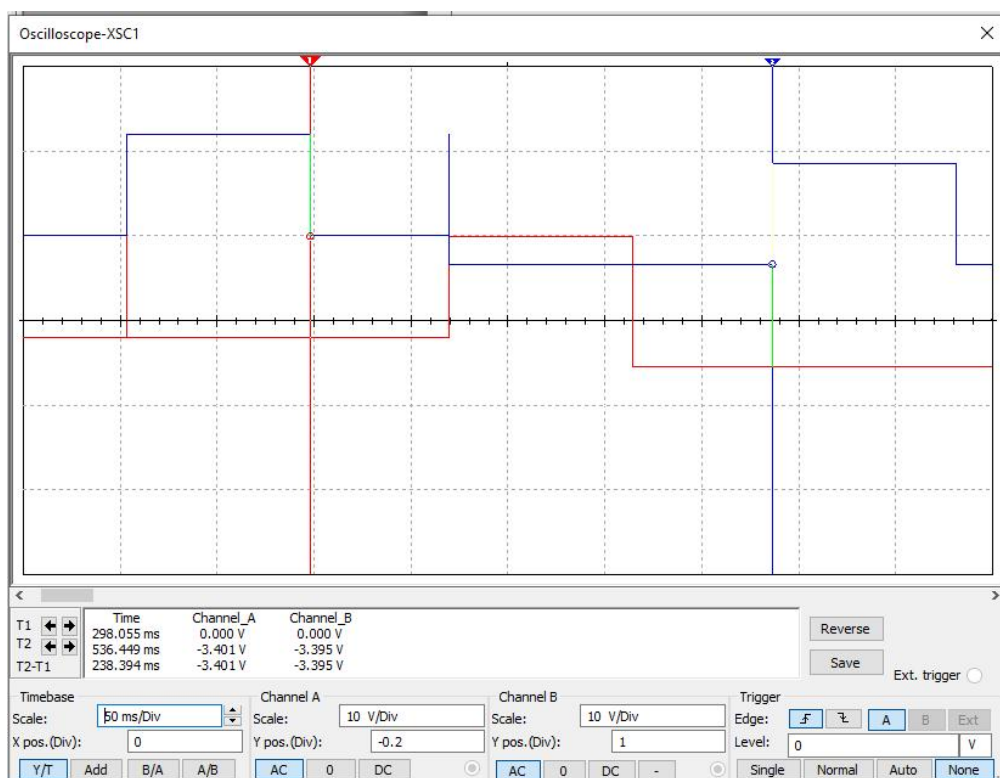 Oscilloscope-XSC1
1
2
Time Channel_A Channel_B
T1 298.055 ms 0.000 V 0.000 V
T2 536.449 ms -3.401 V -3.395 V
T2-T1 238.394 ms -3.401 V -3.395 V
Reverse
Save
Ext. trigger
Timebase Channel A Channel B Trigger
Scale: 50 ms/Div Scale: 10 V/Div Scale: 10 V/Div Edge: A B Ext
X pos.(Div): 0 Y pos.(Div): -0.2 Y pos.(Div): 1 Level: 0 V
Y/T Add B/A A/B AC 0 DC AC 0 DC - Single Normal Auto None